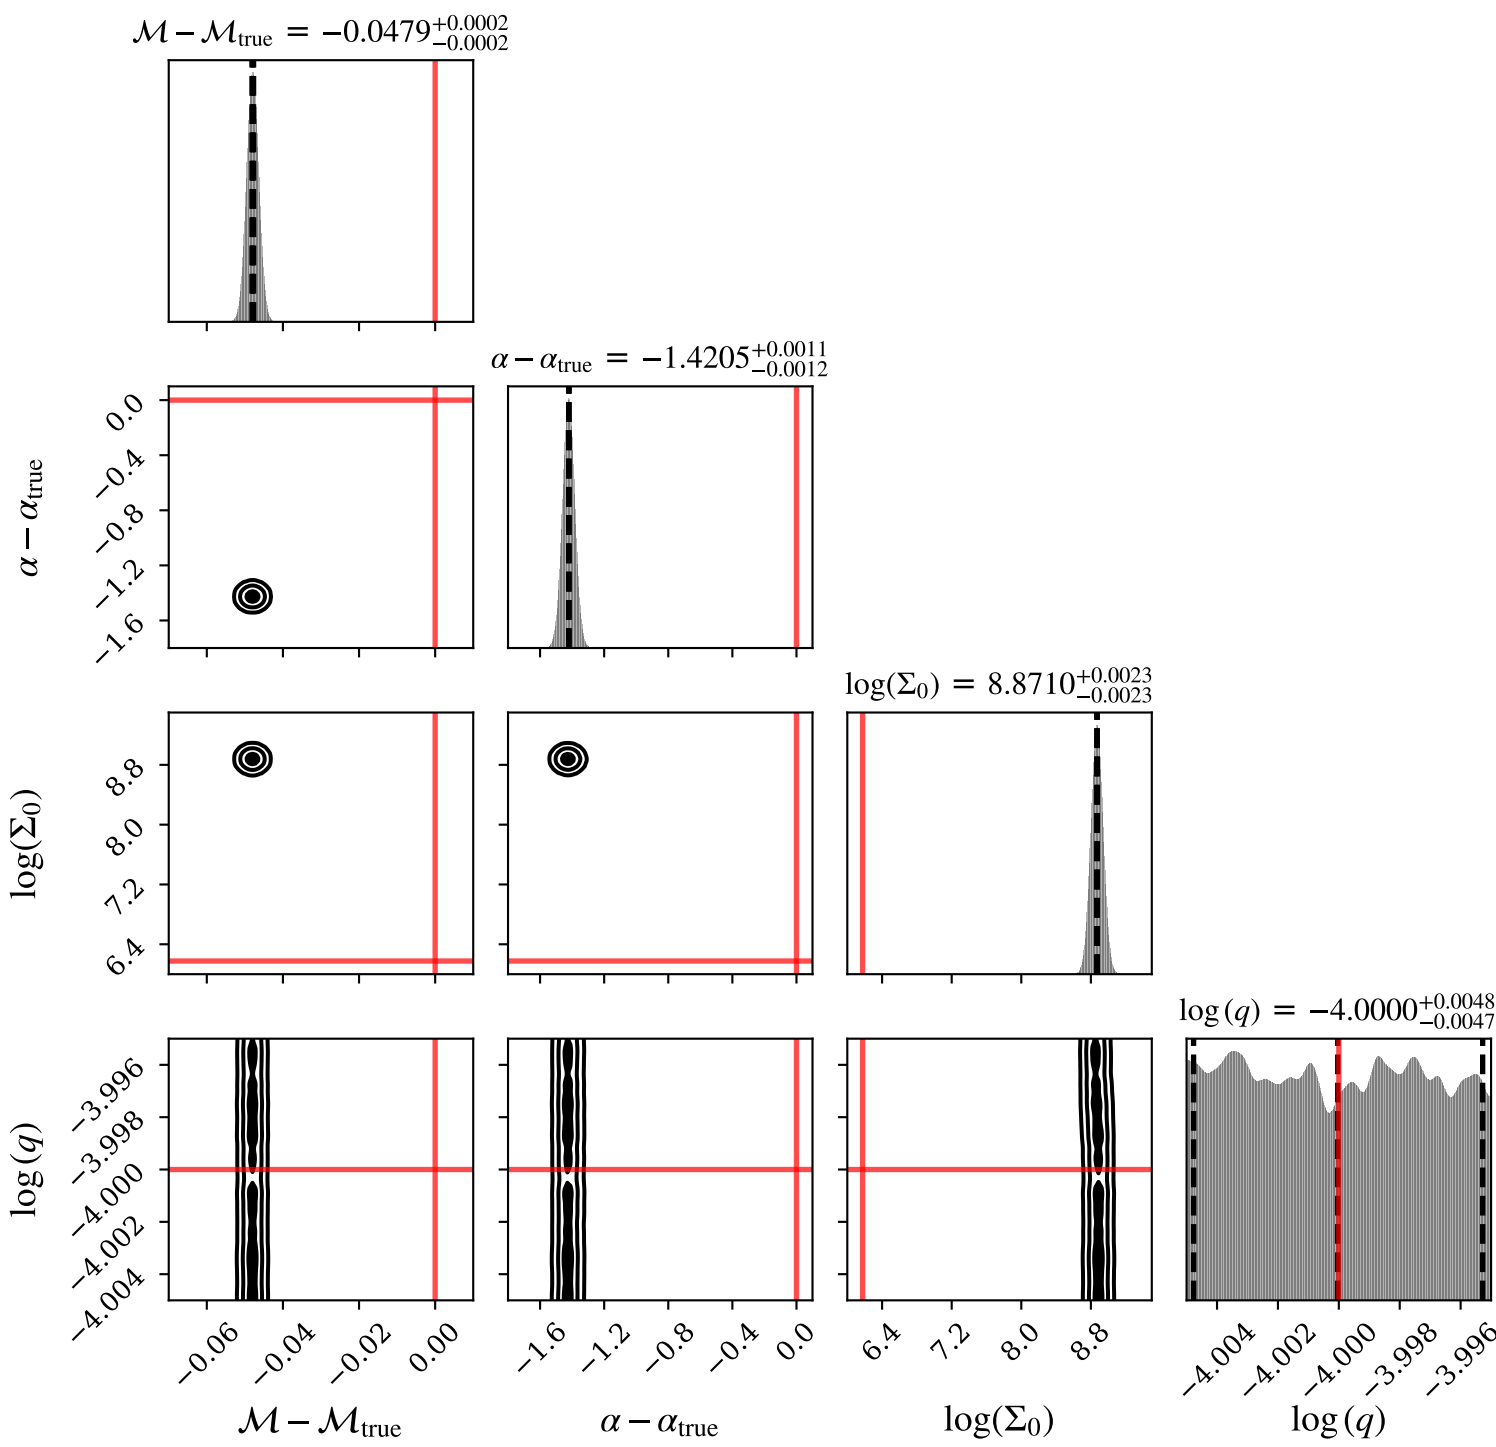 ℳ − ℳ_true = −0.0479^{+0.0002}_{−0.0002}
α − α_true = −1.4205^{+0.0011}_{−0.0012}
0.0
−0.4
−0.8
−1.2
−1.6
α − α_true
log(Σ₀) = 8.8710^{+0.0023}_{−0.0023}
8.8
8.0
7.2
6.4
log(Σ₀)
log (q) = −4.0000^{+0.0048}_{−0.0047}
−3.996
−3.998
−4.000
−4.002
−4.004
log (q)
−0.06 −0.04 −0.02 0.00
−1.6 −1.2 −0.8 −0.4 0.0
6.4 7.2 8.0 8.8
−4.004 −4.002 −4.000 −3.998 −3.996
ℳ − ℳ_true
α − α_true
log(Σ₀)
log (q)